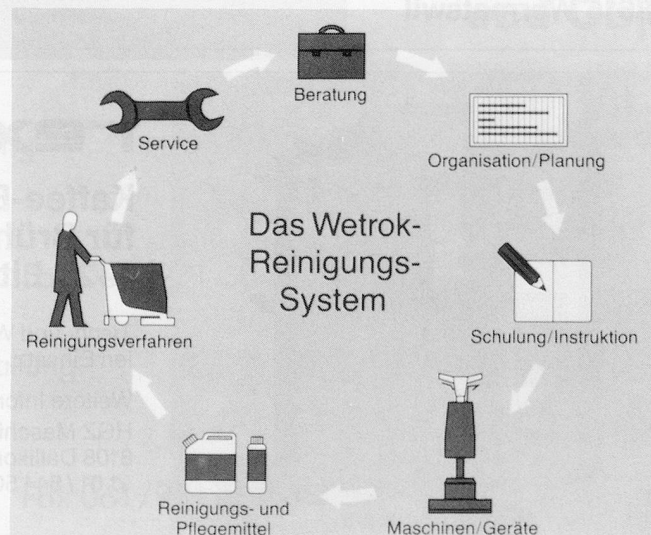 Beratung
Organisation/Planung
Schulung/Instruktion
Maschinen/Geräte
Reinigungs- und
Pflegemittel
Reinigungsverfahren
Service
Das Wetrok-
Reinigungs-
System